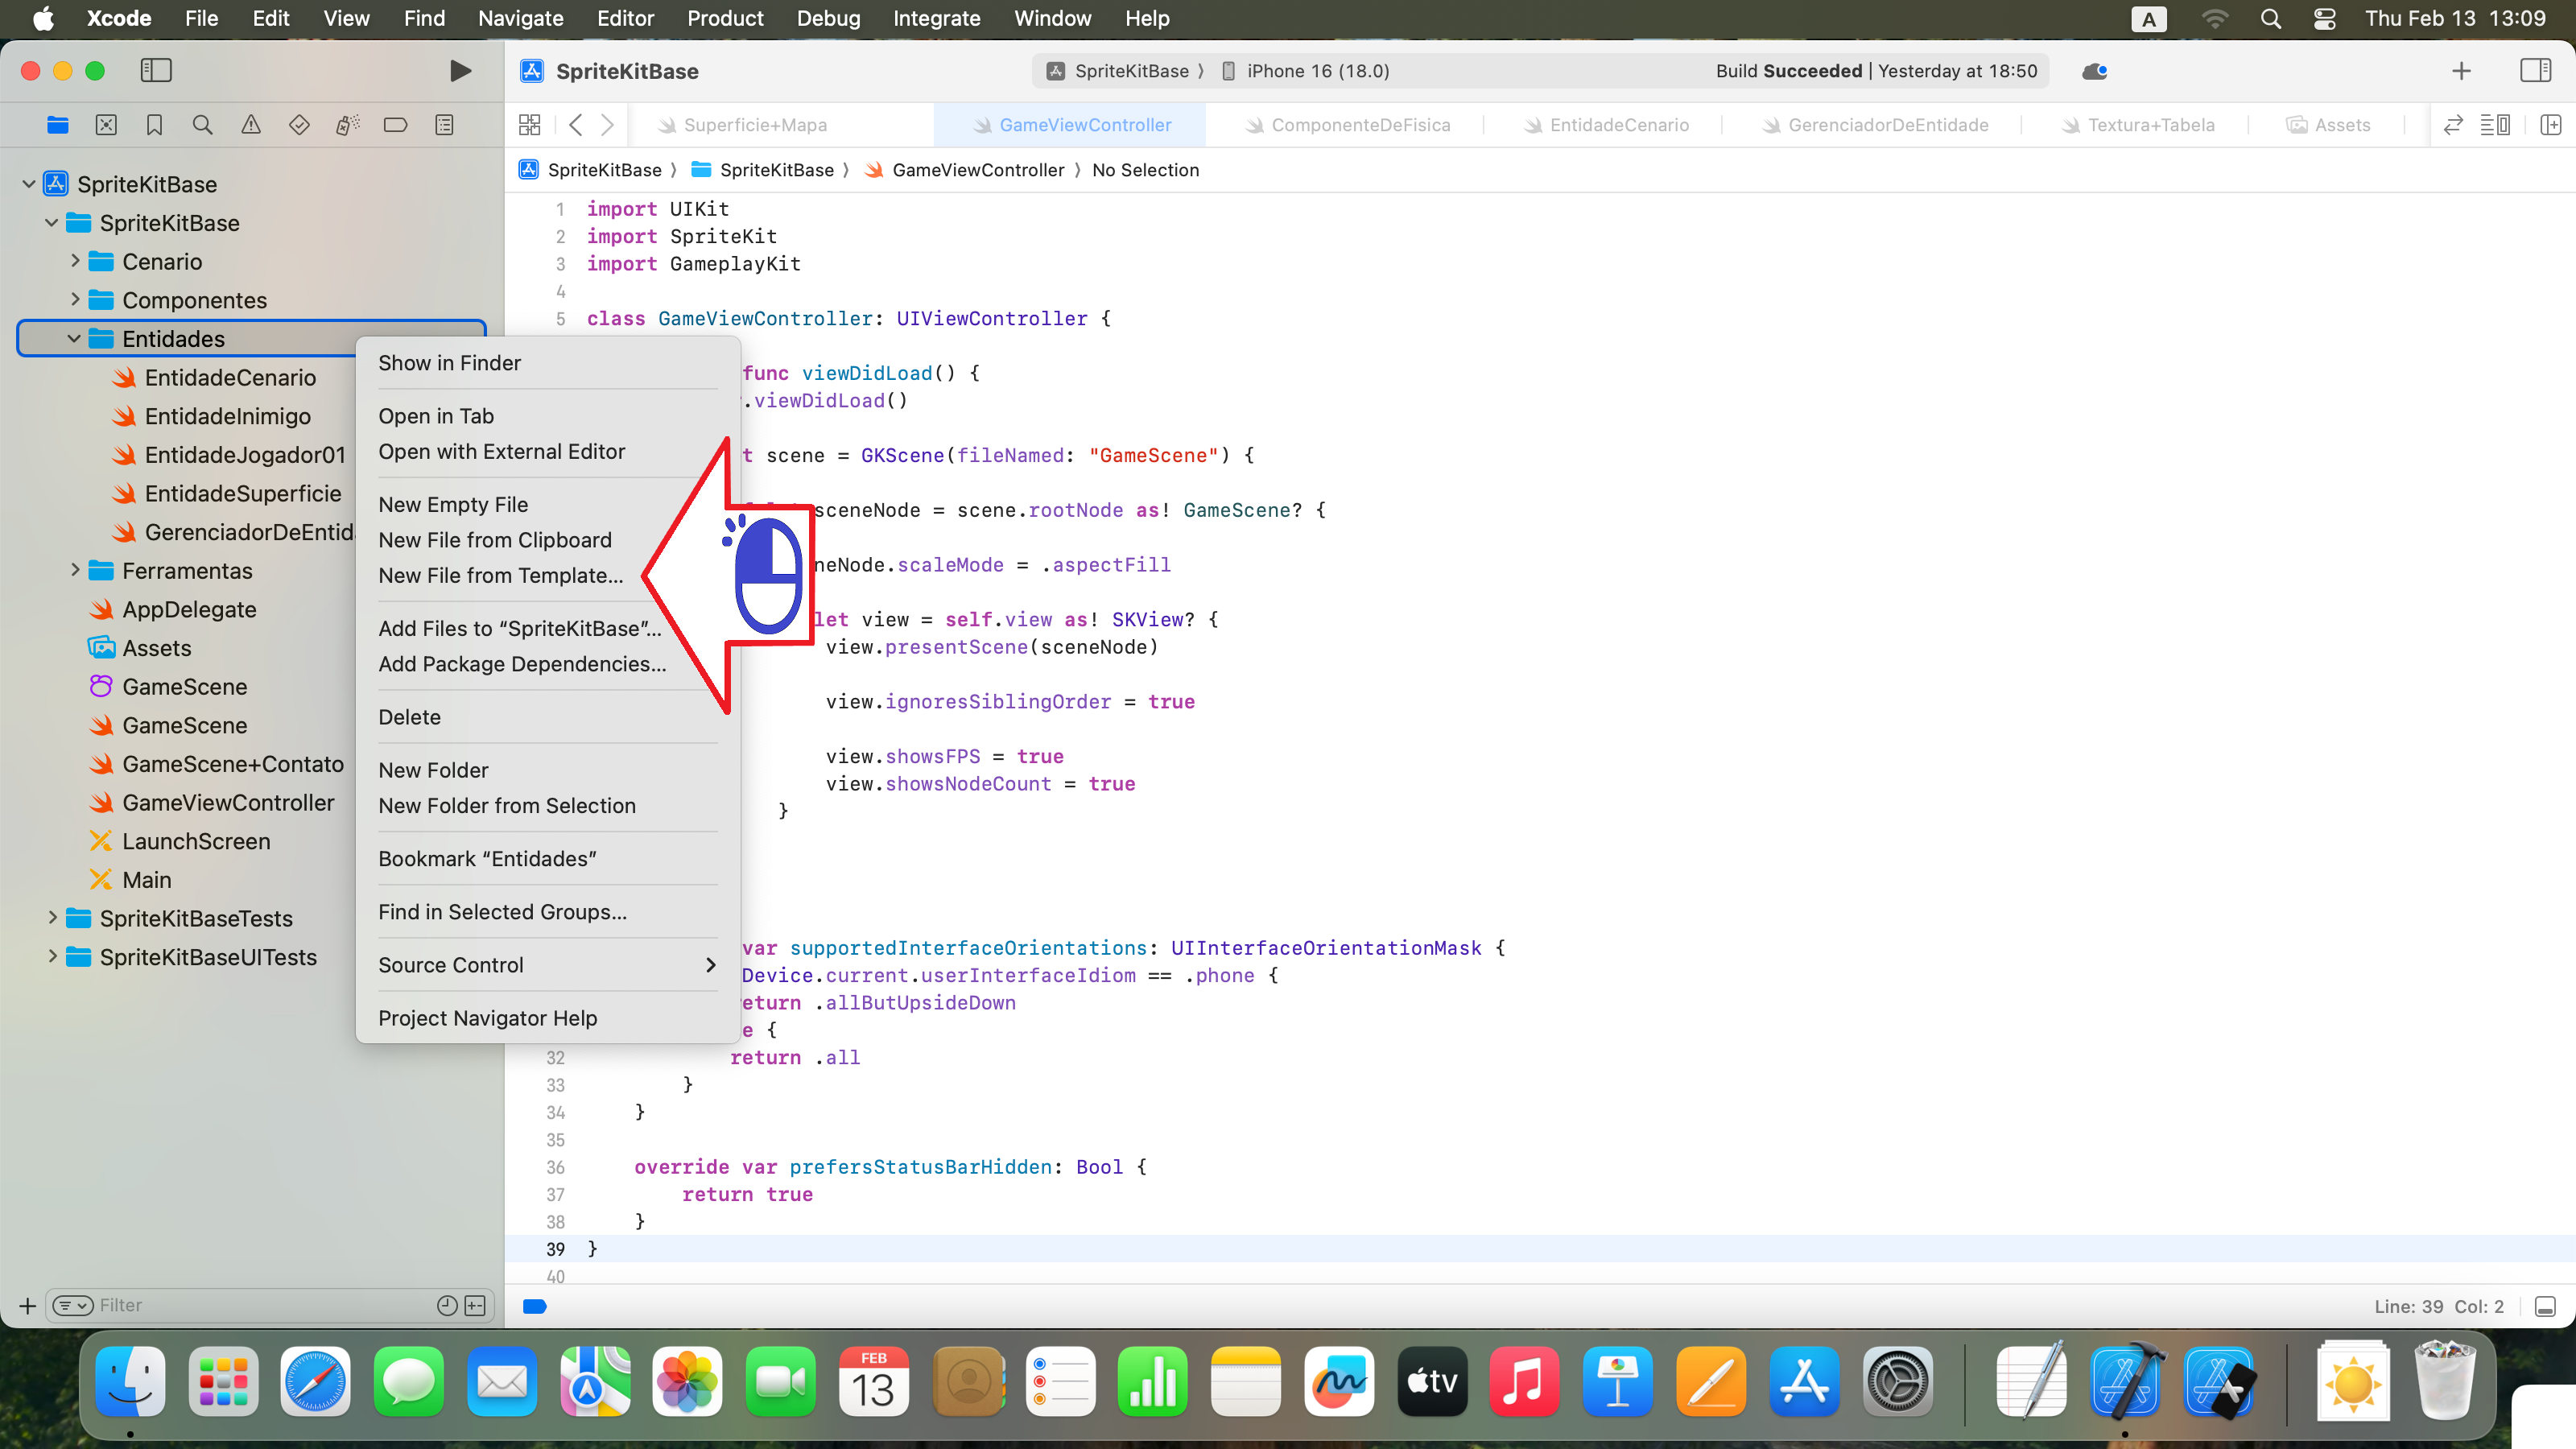 Xcode File Edit View Find Navigate Editor Product Debug Integrate Window Help A Thu Feb 13 13:09
SpriteKitBase SpriteKitBase iPhone 16 (18.0) Build Succeeded | Yesterday at 18:50
Superficie+Mapa GameViewController ComponenteDeFisica EntidadeCenario GerenciadorDeEntidade Textura+Tabela Assets
SpriteKitBase SpriteKitBase GameViewController No Selection
SpriteKitBase
SpriteKitBase
Cenario
Componentes
Entidades
EntidadeCenario
EntidadeInimigo
EntidadeJogador01
EntidadeSuperficie
GerenciadorDeEntid
Ferramentas
AppDelegate
Assets
GameScene
GameScene
GameScene+Contato
GameViewController
LaunchScreen
Main
SpriteKitBaseTests
SpriteKitBaseUITests
Filter
Show in Finder
Open in Tab
Open with External Editor
New Empty File
New File from Clipboard
New File from Template...
Add Files to “SpriteKitBase”...
Add Package Dependencies...
Delete
New Folder
New Folder from Selection
Bookmark “Entidades”
Find in Selected Groups...
Source Control
Project Navigator Help
1 import UIKit
2 import SpriteKit
3 import GameplayKit
4
5 class GameViewController: UIViewController {
func viewDidLoad() {
.viewDidLoad()
t scene = GKScene(fileNamed: "GameScene") {
sceneNode = scene.rootNode as! GameScene? {
neNode.scaleMode = .aspectFill
let view = self.view as! SKView? {
view.presentScene(sceneNode)
view.ignoresSiblingOrder = true
view.showsFPS = true
view.showsNodeCount = true
}
var supportedInterfaceOrientations: UIInterfaceOrientationMask {
Device.current.userInterfaceIdiom == .phone {
eturn .allButUpsideDown
e {
32 return .all
33 }
34 }
35
36 override var prefersStatusBarHidden: Bool {
37 return true
38 }
39 }
40
Line: 39 Col: 2
FEB
13
tv